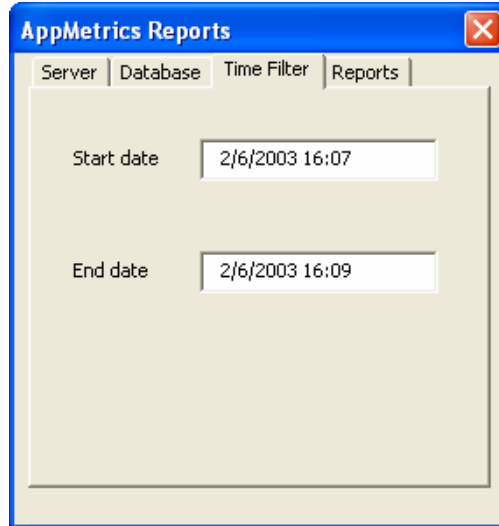 AppMetrics Reports
Server Database Time Filter Reports
Start date 2/6/2003 16:07
End date 2/6/2003 16:09